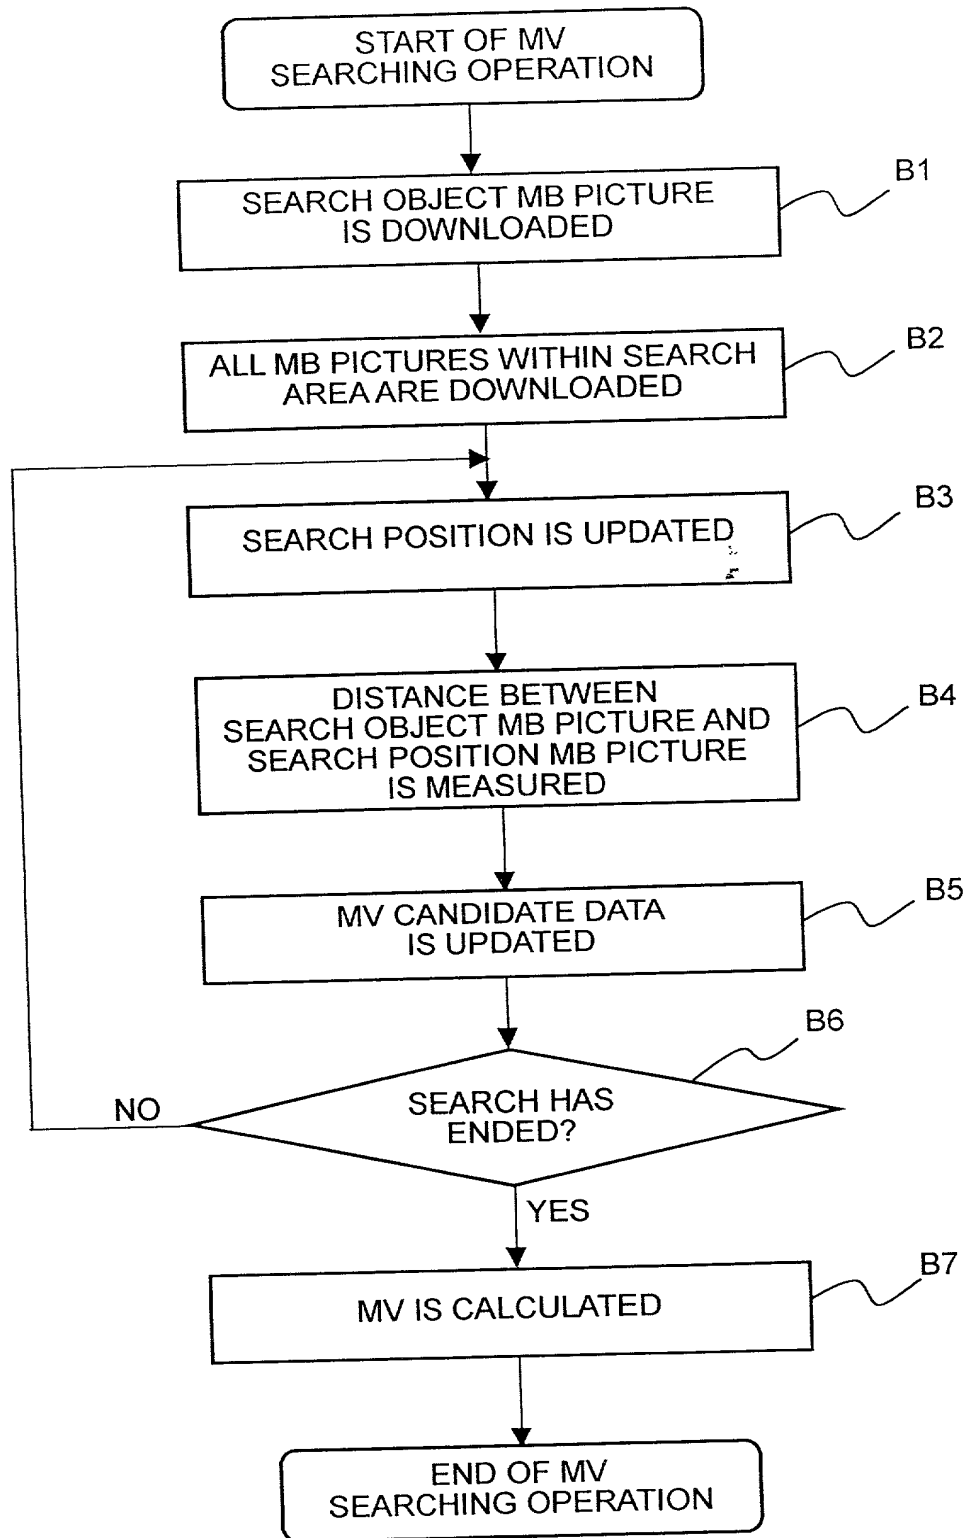 START OF MV
SEARCHING OPERATION
B1
SEARCH OBJECT MB PICTURE
IS DOWNLOADED
B2
ALL MB PICTURES WITHIN SEARCH
AREA ARE DOWNLOADED
B3
SEARCH POSITION IS UPDATED
B4
DISTANCE BETWEEN
SEARCH OBJECT MB PICTURE AND
SEARCH POSITION MB PICTURE
IS MEASURED
B5
MV CANDIDATE DATA
IS UPDATED
B6
SEARCH HAS
ENDED?
NO
YES
B7
MV IS CALCULATED
END OF MV
SEARCHING OPERATION